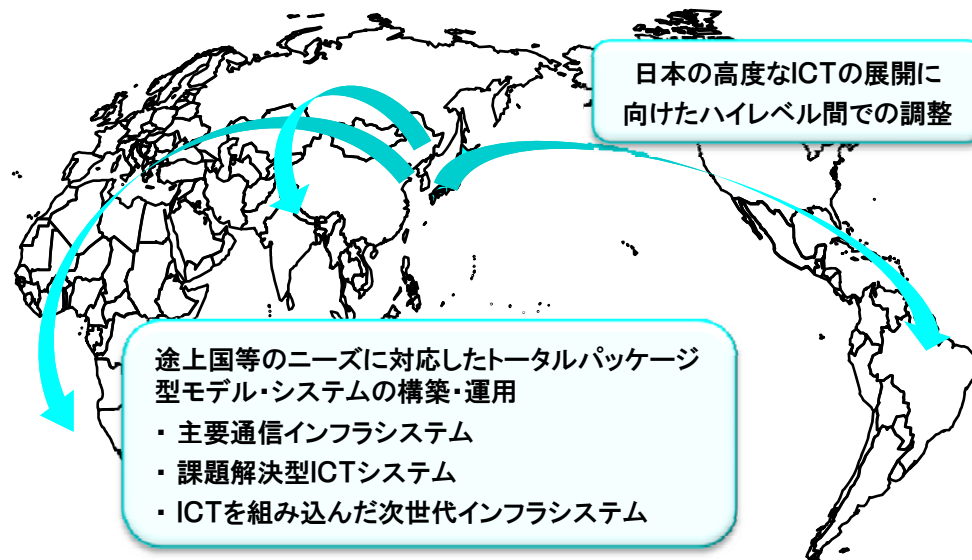 日本の高度なICTの展開に
向けたハイレベル間での調整
途上国等のニーズに対応したトータルパッケージ
型モデル・システムの構築・運用
・ 主要通信インフラシステム
・ 課題解決型ICTシステム
・ ICTを組み込んだ次世代インフラシステム